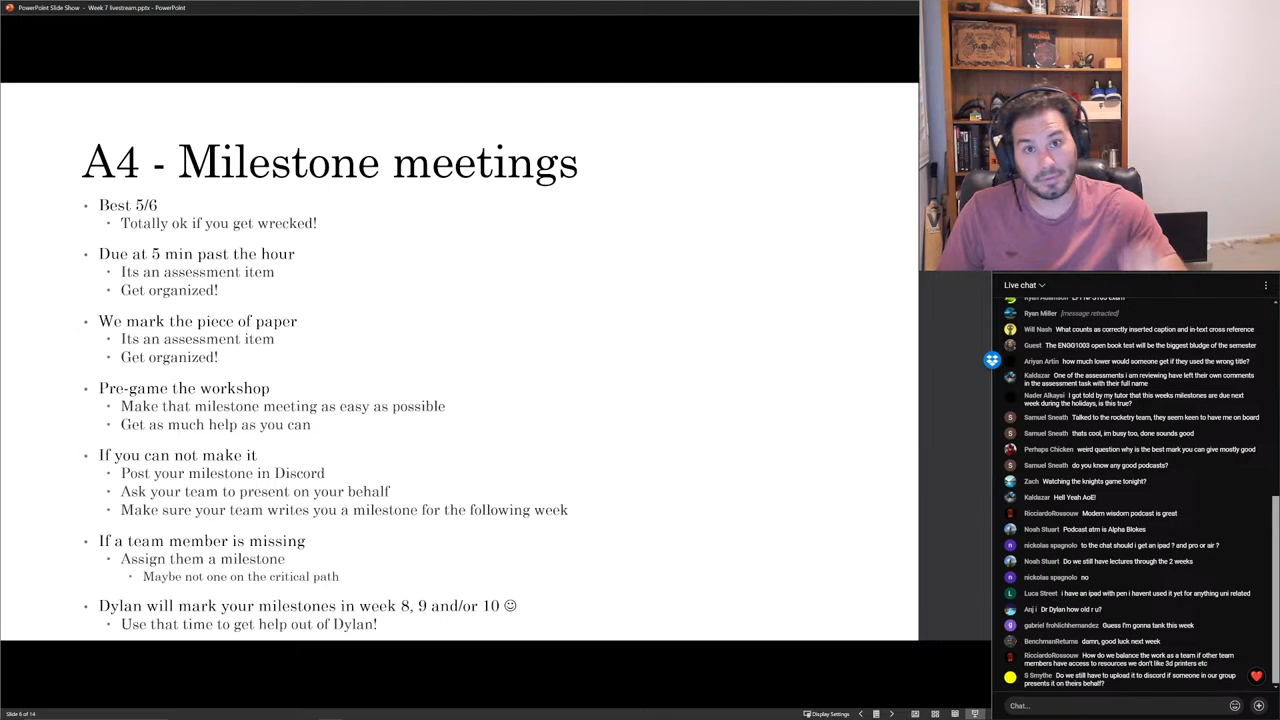 PowerPoint Slide Show - Week 7 livestream.pptx - PowerPoint
A4 - Milestone meetings
• Best 5/6
• Totally ok if you get wrecked!
• Due at 5 min past the hour
• Its an assessment item
• Get organized!
• We mark the piece of paper
• Its an assessment item
• Get organized!
• Pre-game the workshop
• Make that milestone meeting as easy as possible
• Get as much help as you can
• If you can not make it
• Post your milestone in Discord
• Ask your team to present on your behalf
• Make sure your team writes you a milestone for the following week
• If a team member is missing
• Assign them a milestone
• Maybe not one on the critical path
• Dylan will mark your milestones in week 8, 9 and/or 10 ☺
• Use that time to get help out of Dylan!
Slide 6 of 14
Display Settings
Live chat
Ryan Miller [message retracted]
Will Nash What counts as correctly inserted caption and in-text cross reference
Guest The ENGG1003 open book test will be the biggest bludge of the semester
Ariyan Artin how much lower would someone get if they used the wrong title?
Kaldazar One of the assessments i am reviewing have left their own comments
in the assessment task with their full name
Nader Alkaysi I got told by my tutor that this weeks milestones are due next
week during the holidays, is this true?
S Samuel Sneath Talked to the rocketry team, they seem keen to have me on board
S Samuel Sneath thats cool, im busy too, done sounds good
Perhaps Chicken weird question why is the best mark you can give mostly good
S Samuel Sneath do you know any good podcasts?
Zach Watching the knights game tonight?
Kaldazar Hell Yeah AoE!
RicciardoRossouw Modern wisdom podcast is great
Noah Stuart Podcast atm is Alpha Blokes
n nickolas spagnolo to the chat should i get an ipad ? and pro or air ?
Noah Stuart Do we still have lectures through the 2 weeks
n nickolas spagnolo no
L Luca Street i have an ipad with pen i havent used it yet for anything uni related
Anj i Dr Dylan how old r u?
g gabriel frohlichhernandez Guess I'm gonna tank this week
BenchmanReturns damn, good luck next week
RicciardoRossouw How do we balance the work as a team if other team
members have access to resources we don't like 3d printers etc
S Smythe Do we still have to upload it to discord if someone in our group
presents it on theirs behalf?
Chat...